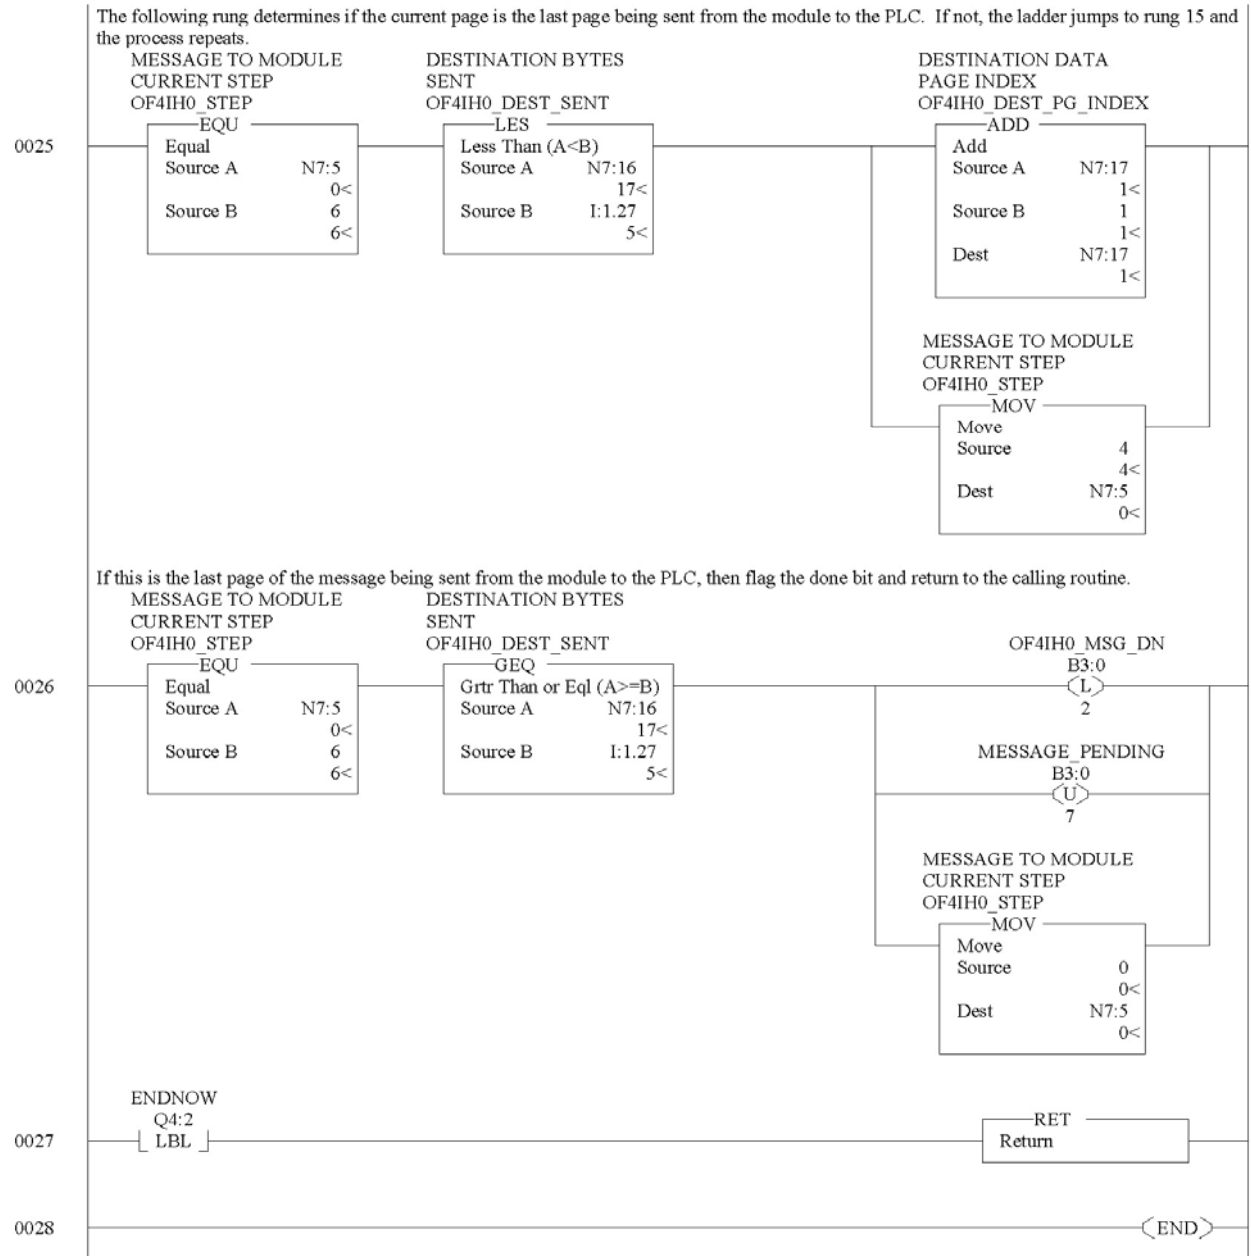 The following rung determines if the current page is the last page being sent from the module to the PLC. If not, the ladder jumps to rung 15 and
the process repeats.
MESSAGE TO MODULE
CURRENT STEP
OF4IH0_STEP
EQU
Equal
Source A N7:5
0<
Source B 6
6<
DESTINATION BYTES
SENT
OF4IH0_DEST_SENT
LES
Less Than (A<B)
Source A N7:16
17<
Source B I:1.27
5<
DESTINATION DATA
PAGE INDEX
OF4IH0_DEST_PG_INDEX
ADD
Add
Source A N7:17
1<
Source B 1
1<
Dest N7:17
1<
0025
MESSAGE TO MODULE
CURRENT STEP
OF4IH0_STEP
MOV
Move
Source 4
4<
Dest N7:5
0<
If this is the last page of the message being sent from the module to the PLC, then flag the done bit and return to the calling routine.
MESSAGE TO MODULE
CURRENT STEP
OF4IH0_STEP
EQU
Equal
Source A N7:5
0<
Source B 6
6<
DESTINATION BYTES
SENT
OF4IH0_DEST_SENT
GEQ
Grtr Than or Eql (A>=B)
Source A N7:16
17<
Source B I:1.27
5<
OF4IH0_MSG_DN
B3:0
L
2
0026
MESSAGE_PENDING
B3:0
U
7
MESSAGE TO MODULE
CURRENT STEP
OF4IH0_STEP
MOV
Move
Source 0
0<
Dest N7:5
0<
ENDNOW
Q4:2
LBL
0027
RET
Return
0028
END